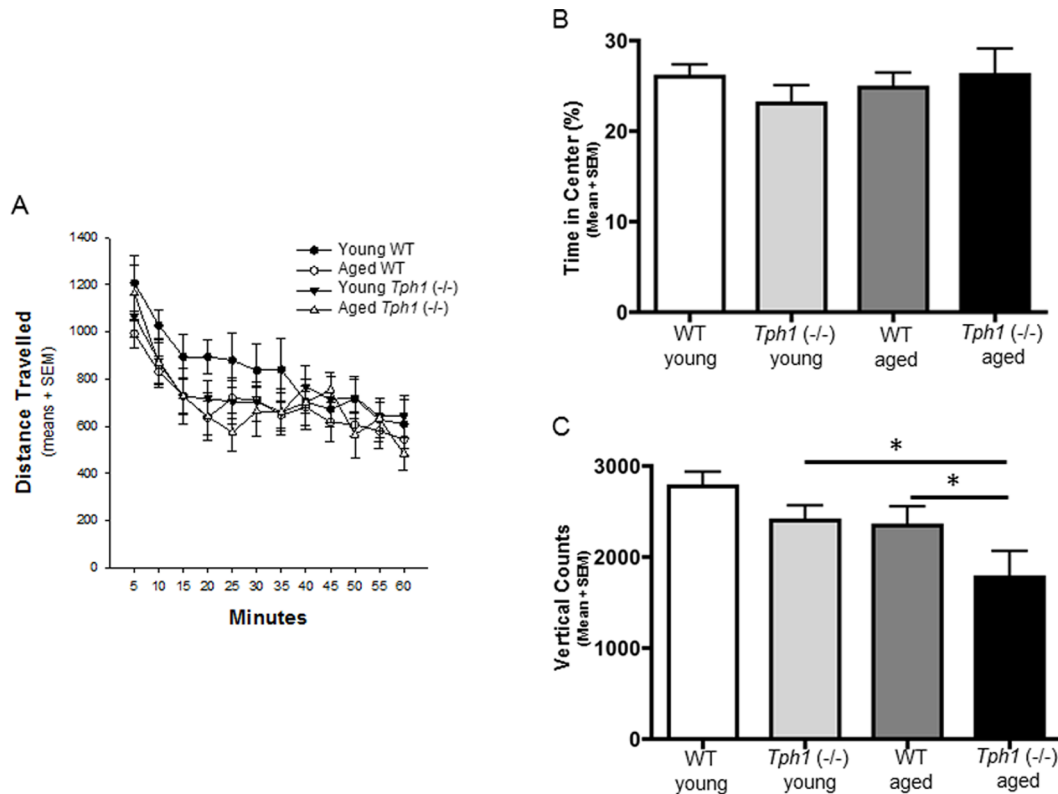 A
Distance Travelled
(means + SEM)
1400
1200
1000
800
600
400
200
0
5 10 15 20 25 30 35 40 45 50 55 60
Minutes
Young WT
Aged WT
Young Tph1 (-/-)
Aged Tph1 (-/-)
B
Time in Center (%)
(Mean + SEM)
30
20
10
0
WT
young
Tph1 (-/-)
young
WT
aged
Tph1 (-/-)
aged
C
Vertical Counts
(Mean + SEM)
3000
2000
1000
0
*
*
WT
young
Tph1 (-/-)
young
WT
aged
Tph1 (-/-)
aged